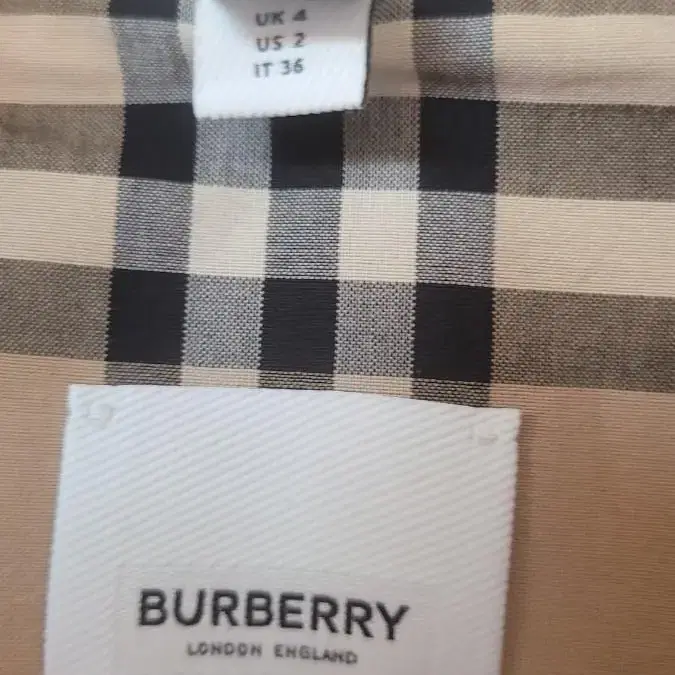 UK 4
US 2
IT 36
BURBERRY
LONDON ENGLAND